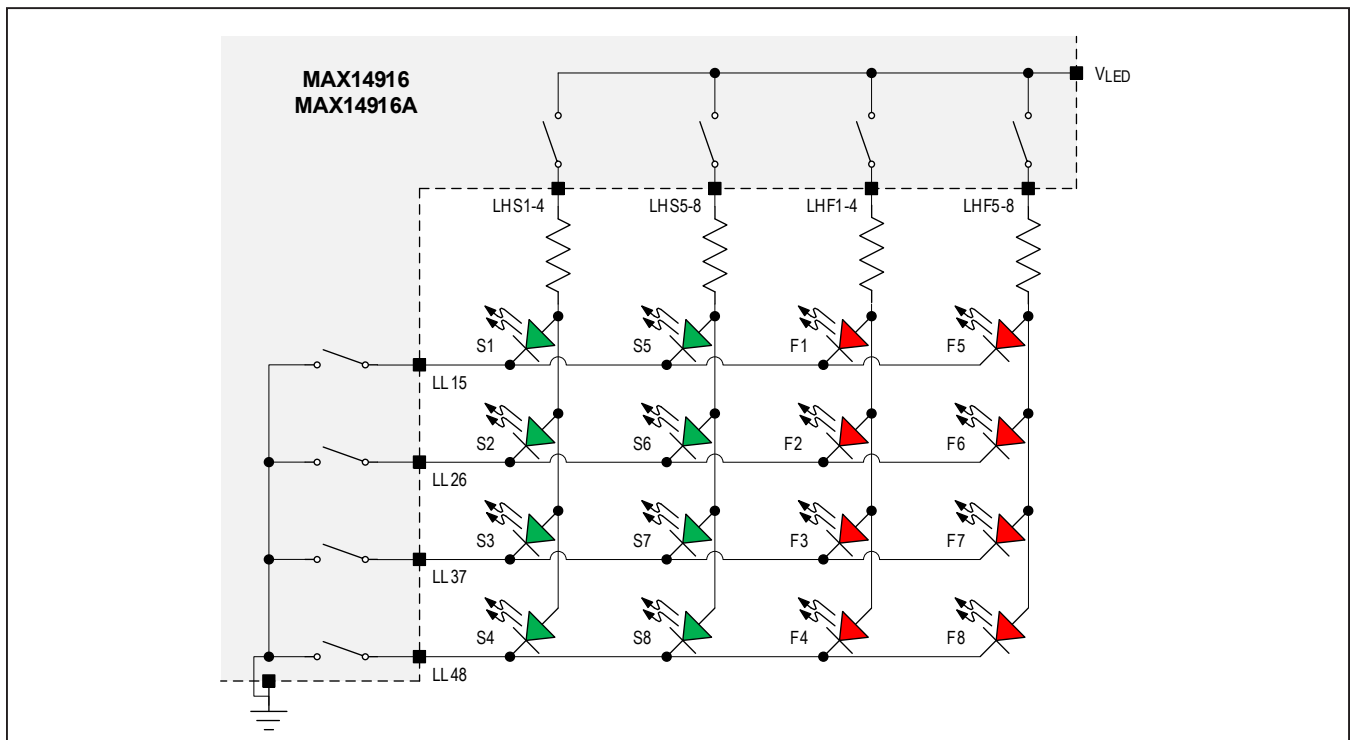 MAX14916
MAX14916A
VLED
LHS1-4 LHS5-8 LHF1-4 LHF5-8
S1 S5 F1 F5
LL15
S2 S6 F2 F6
LL26
S3 S7 F3 F7
LL37
S4 S8 F4 F8
LL48